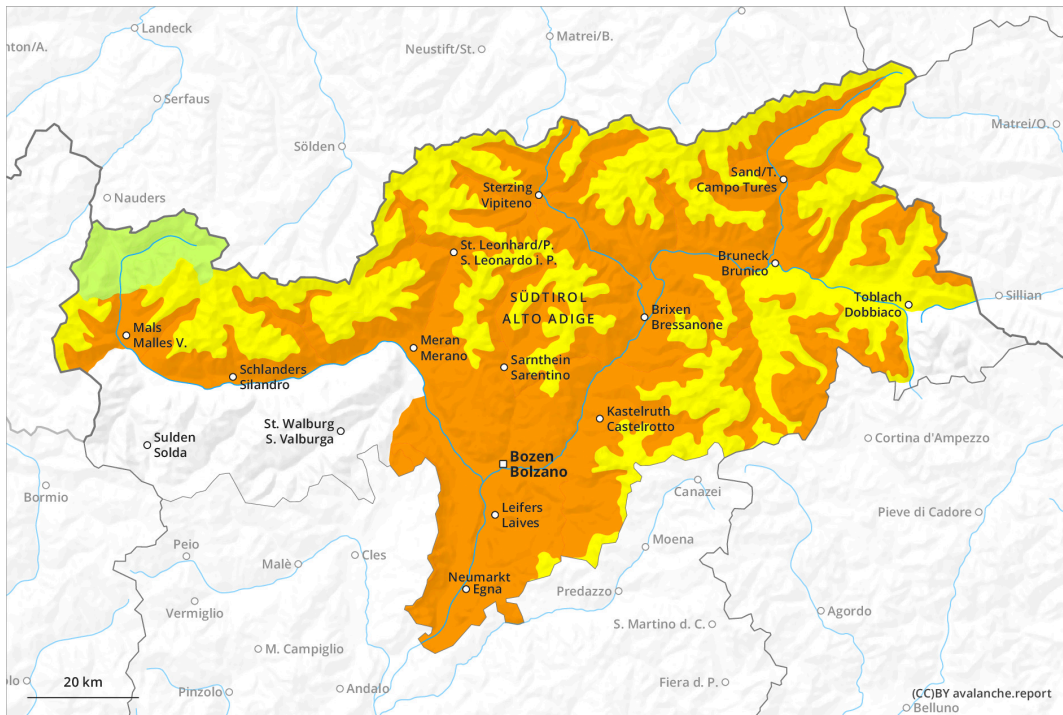 Landeck
Matrei/B.
nton/A.
Neustift/St.
Serfaus
Matrei/O.
Sölden
Sand/T.
Campo Tures
Sterzing
Vipiteno
Nauders
St. Leonhard/P.
S. Leonardo i. P.
Bruneck
Brunico
SÜDTIROL
ALTO ADIGE
Toblach
Dobbiaco
Sillian
Brixen
Bressanone
Mals
Malles V.
Meran
Merano
Sarnthein
Sarentino
Schlanders
Silandro
Kastelruth
Castelrotto
St. Walburg
S. Valburga
Sulden
Solda
Cortina d'Ampezzo
Bozen
Bolzano
Bormio
Canazei
Leifers
Laives
Pieve di Cadore
Peio
Moena
Cles
Malè
Neumarkt
Egna
Predazzo
Vermiglio
Agordo
S. Martino d. C.
M. Campiglio
20 km
olo
Pinzolo
Andalo
Fiera d. P.
(CC)BY avalanche.report
Belluno